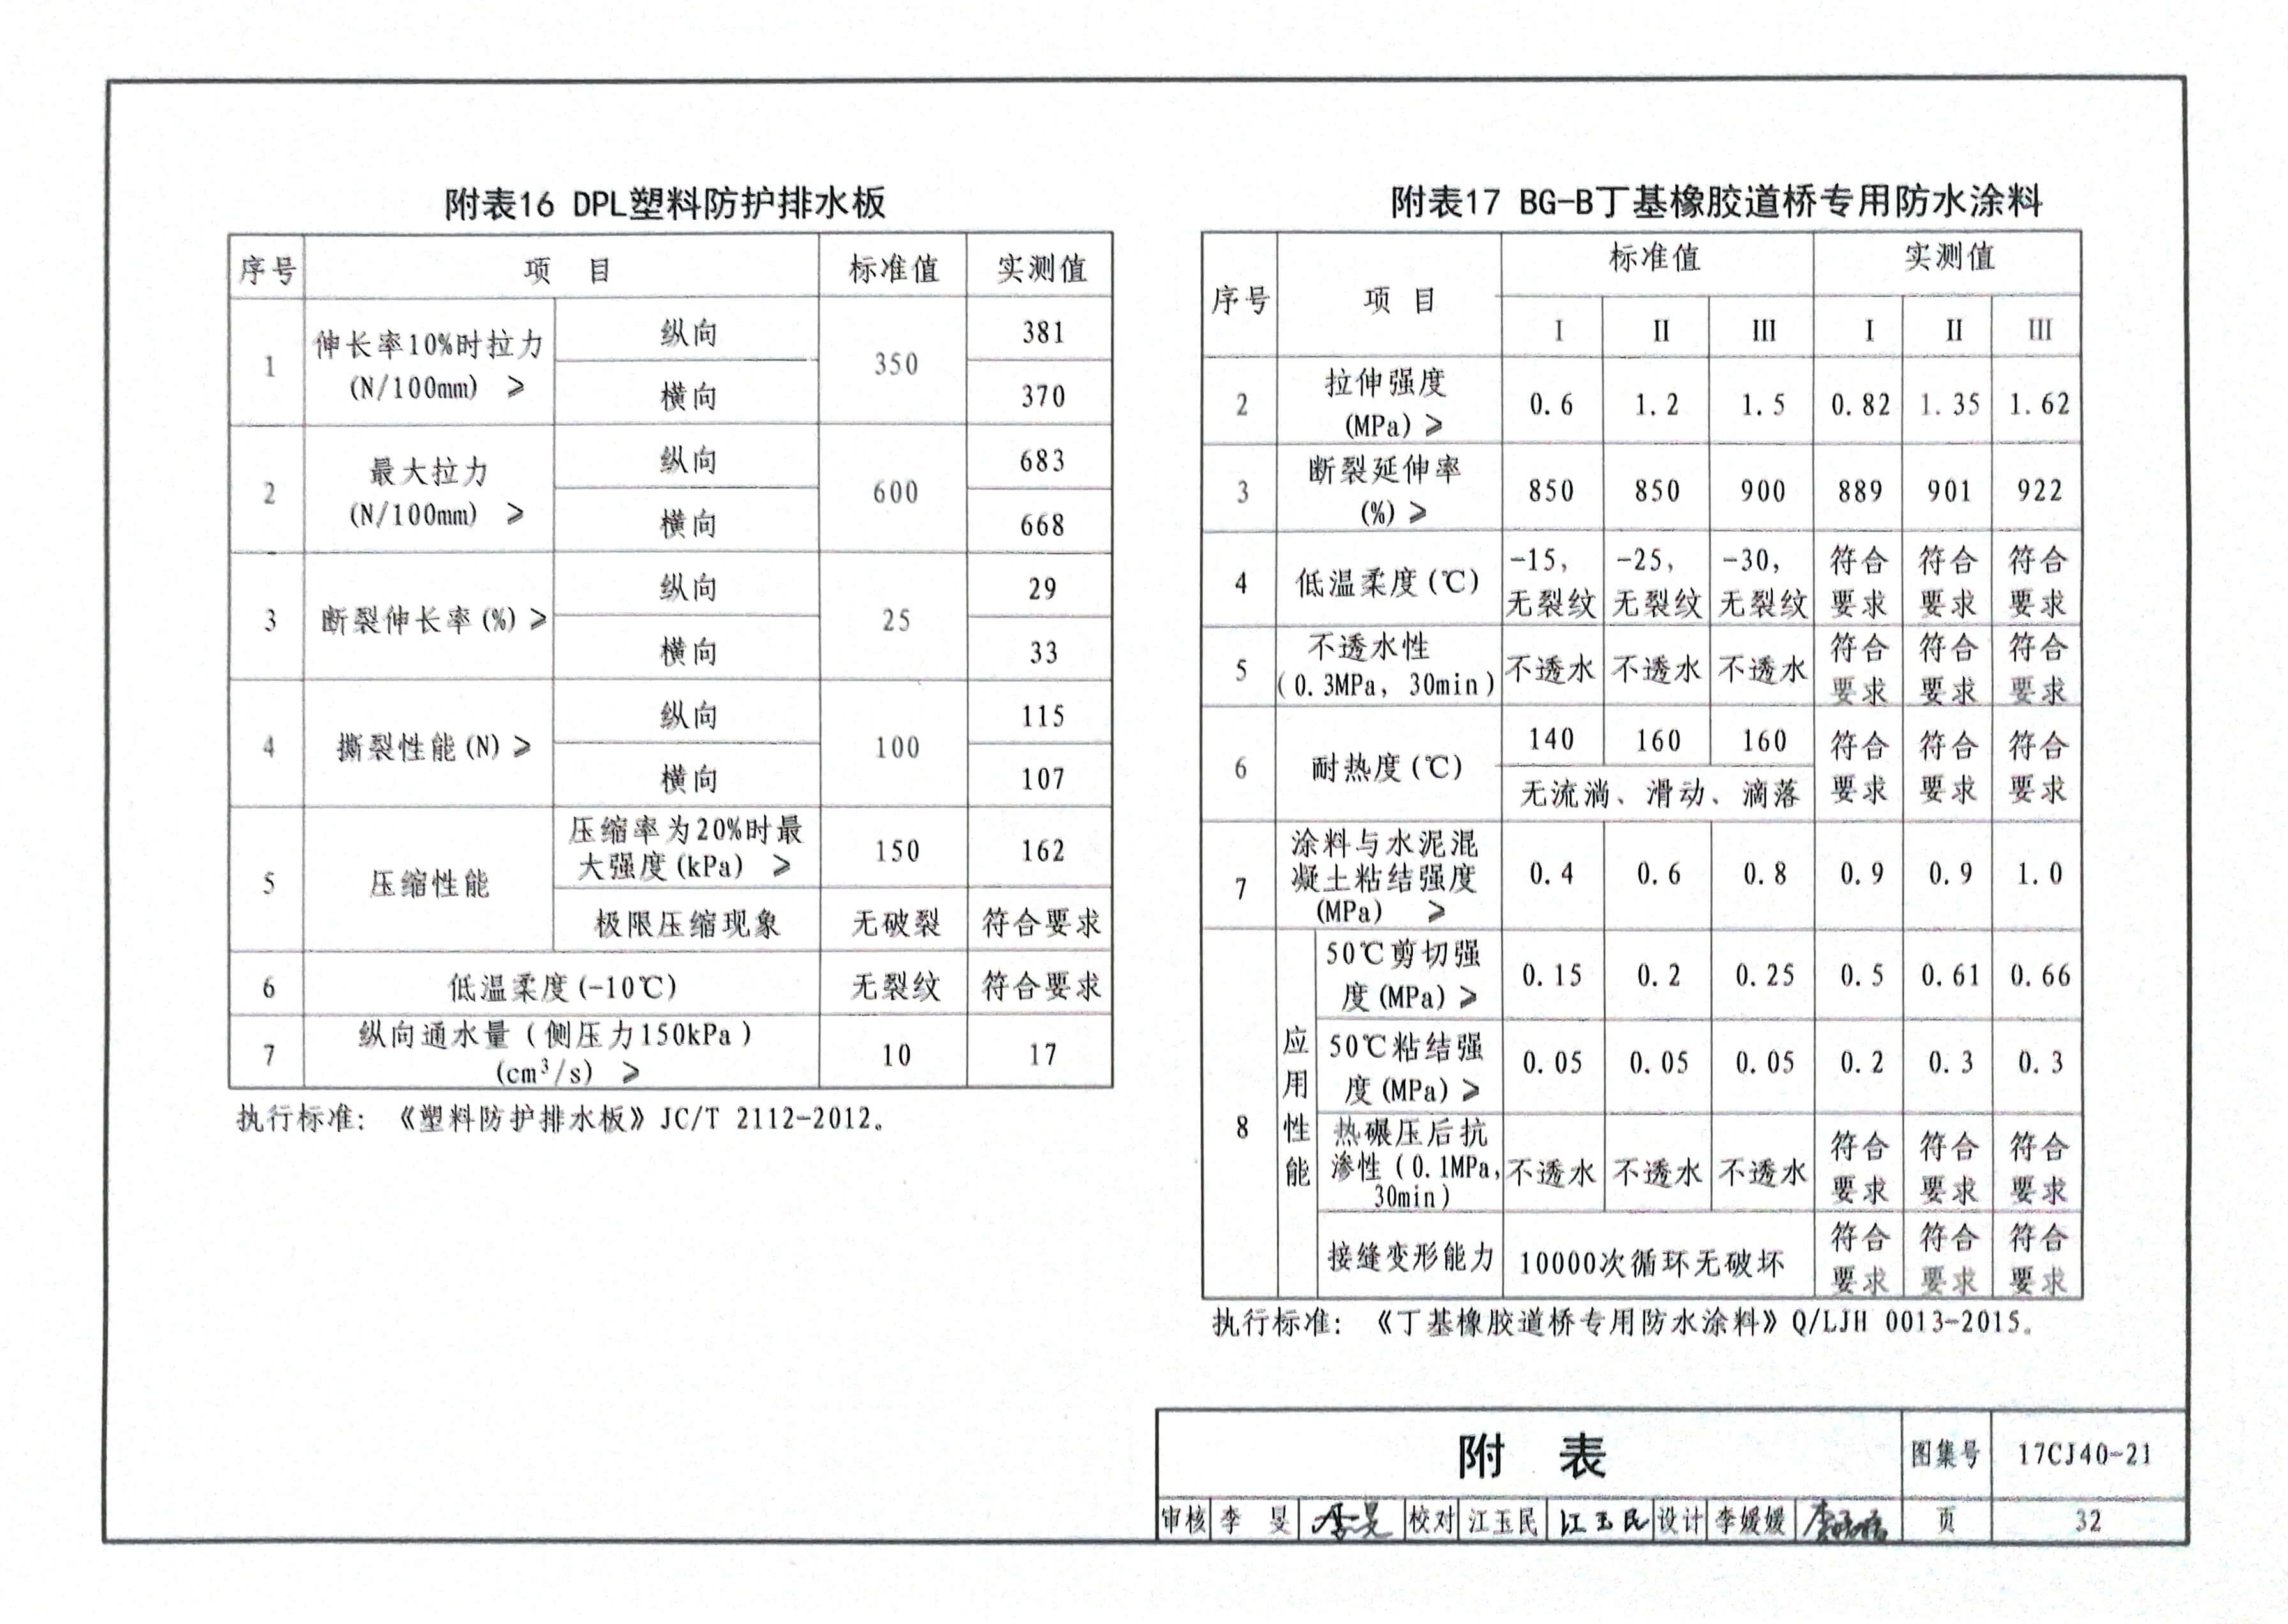 附表16 DPL塑料防护排水板
序号 项 目 标准值 实测值
1 伸长率10%时拉力(N/100mm) ≥ 纵向 350 381
横向 370
2 最大拉力(N/100mm) ≥ 纵向 600 683
横向 668
3 断裂伸长率(%)≥ 纵向 25 29
横向 33
4 撕裂性能(N)≥ 纵向 100 115
横向 107
5 压缩性能 压缩率为20%时最大强度(kPa) ≥ 150 162
极限压缩现象 无破裂 符合要求
6 低温柔度(-10℃) 无裂纹 符合要求
7 纵向通水量(侧压力150kPa)(cm³/s) ≥ 10 17
执行标准：《塑料防护排水板》JC/T 2112-2012。
附表17 BG-B丁基橡胶道桥专用防水涂料
序号 项 目 标准值 实测值
I II III I II III
2 拉伸强度(MPa)≥ 0.6 1.2 1.5 0.82 1.35 1.62
3 断裂延伸率(%)≥ 850 850 900 889 901 922
4 低温柔度(℃) -15，无裂纹 -25，无裂纹 -30，无裂纹 符合要求 符合要求 符合要求
5 不透水性(0.3MPa，30min) 不透水 不透水 不透水 符合要求 符合要求 符合要求
6 耐热度(℃) 140 160 160 符合要求 符合要求 符合要求
无流淌、滑动、滴落
7 涂料与水泥混凝土粘结强度(MPa) ≥ 0.4 0.6 0.8 0.9 0.9 1.0
8 应用性能 50℃剪切强度(MPa)≥ 0.15 0.2 0.25 0.5 0.61 0.66
50℃粘结强度(MPa)≥ 0.05 0.05 0.05 0.2 0.3 0.3
热碾压后抗渗性(0.1MPa，30min) 不透水 不透水 不透水 符合要求 符合要求 符合要求
接缝变形能力 10000次循环无破坏 符合要求 符合要求 符合要求
执行标准：《丁基橡胶道桥专用防水涂料》Q/LJH 0013-2015。
附 表 图集号 17CJ40-21
审核 李 旻 李旻 校对 江玉民 江玉民 设计 李媛媛 页 32